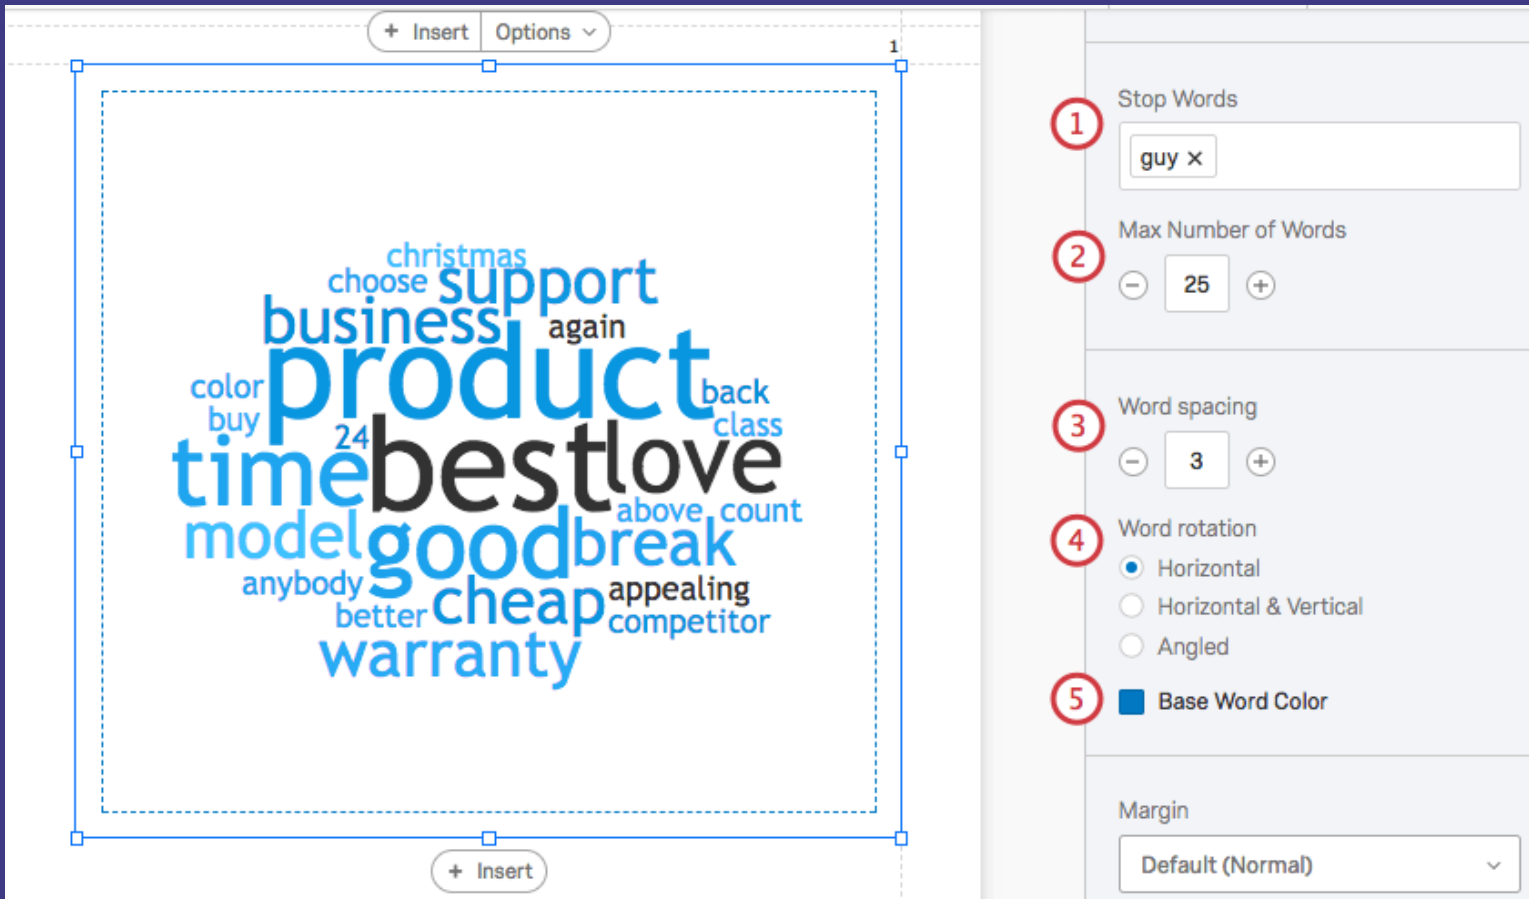 + Insert Options
1
christmas
choose support
business again
product
color back
buy class
24
time best love
above count
model good break
anybody appealing
better cheap competitor
warranty
+ Insert
1 Stop Words
guy ×
2 Max Number of Words
− 25 +
3 Word spacing
− 3 +
4 Word rotation
Horizontal
Horizontal & Vertical
Angled
5 Base Word Color
Margin
Default (Normal)